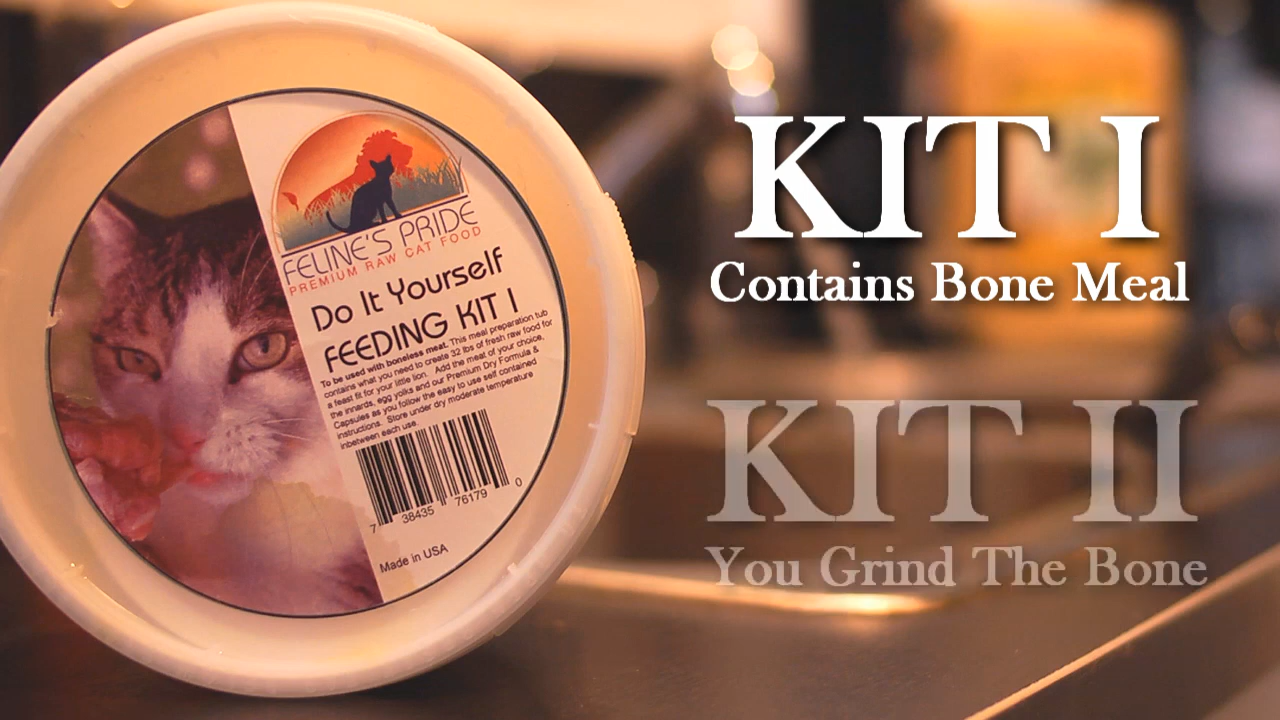 FELINE'S PRIDE
PREMIUM RAW CAT FOOD
Do It Yourself
FEEDING KIT I
To be used with boneless meat. This meal preparation tub
contains what you need to create 32 lbs of fresh raw food for
a feast fit for your little lion. Add the meat of your choice,
the innards, egg yolks and our Premium Dry Formula &
Capsules as you follow the easy to use self contained
instructions. Store under dry moderate temperature
inbetween each use.
7 38435 76179 0
Made in USA
KIT I
Contains Bone Meal
KIT II
You Grind The Bone